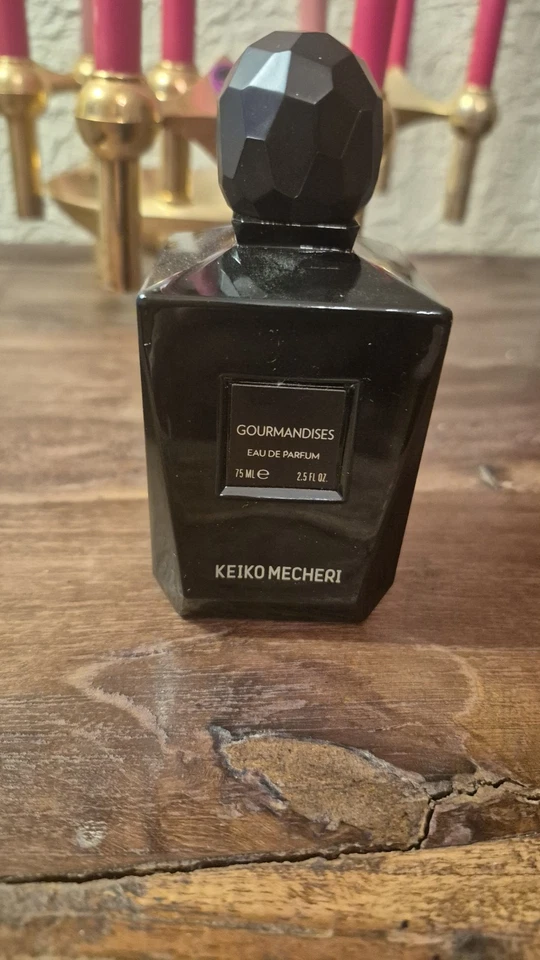 GOURMANDISES
EAU DE PARFUM
75 ML ℮ 2.5 FL OZ.
KEIKO MECHERI